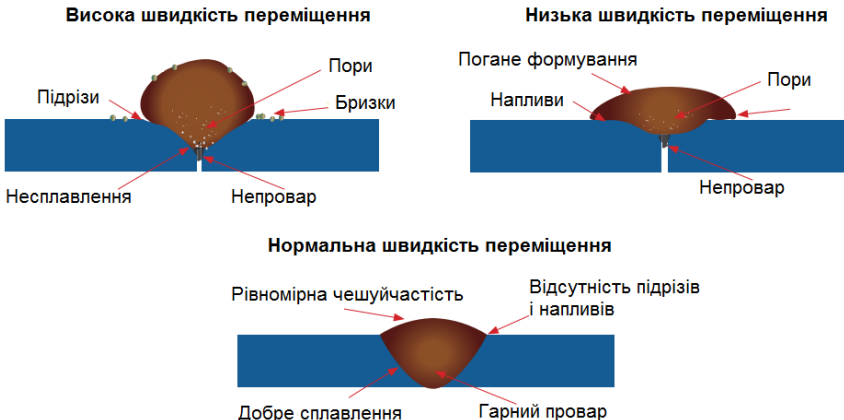 Висока швидкість переміщення
Пори
Підрізи
Бризки
Несплавлення
Непровар
Низька швидкість переміщення
Погане формування
Пори
Напливи
Непровар
Нормальна швидкість переміщення
Рівномірна чешуйчастість
Відсутність підрізів
і напливів
Добре сплавлення
Гарний провар